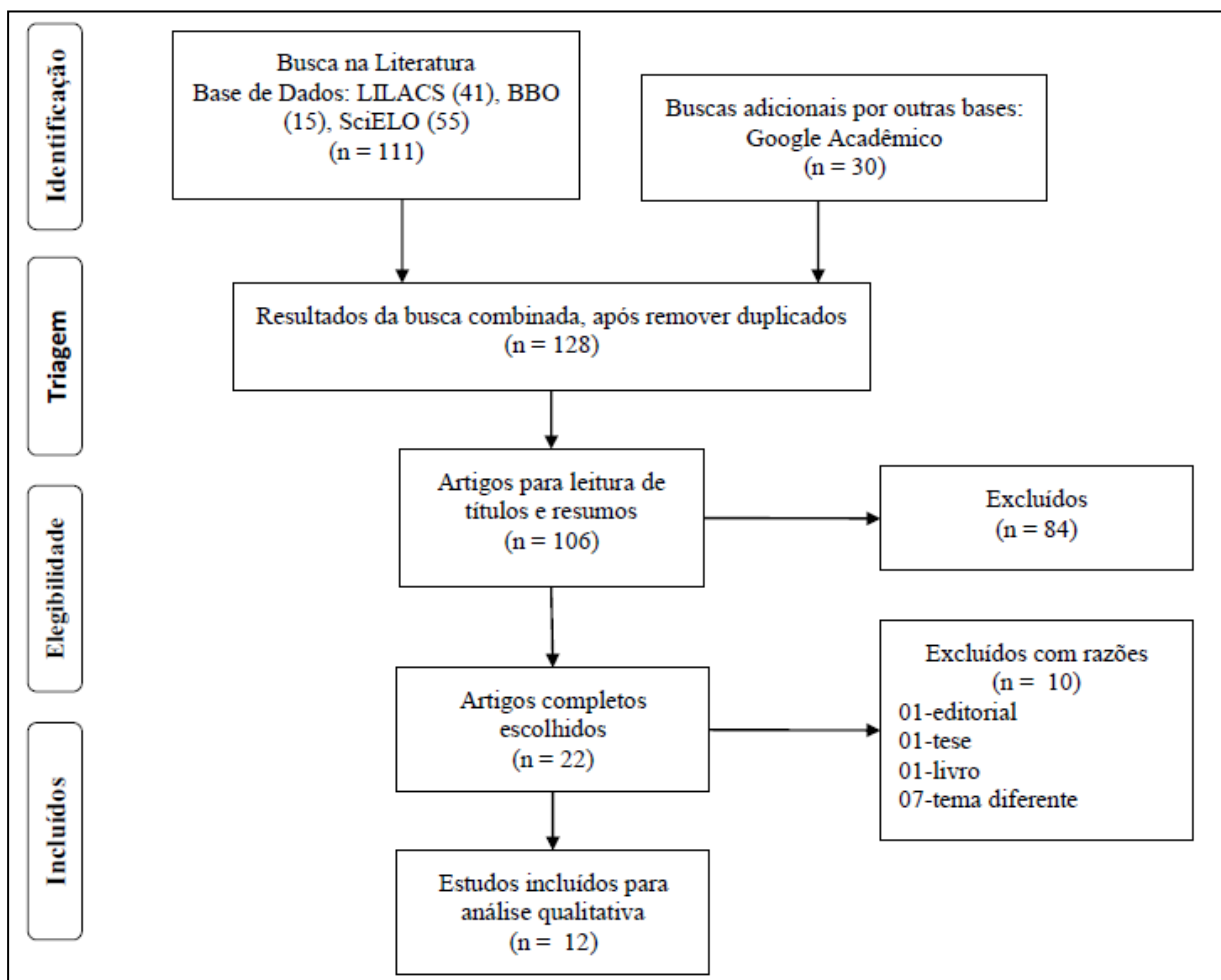 Identificação
Busca na Literatura
Base de Dados: LILACS (41), BBO
(15), SciELO (55)
(n = 111)
Buscas adicionais por outras bases:
Google Acadêmico
(n = 30)
Triagem
Resultados da busca combinada, após remover duplicados
(n = 128)
Elegibilidade
Artigos para leitura de
títulos e resumos
(n = 106)
Excluídos
(n = 84)
Artigos completos
escolhidos
(n = 22)
Excluídos com razões
(n = 10)
01-editorial
01-tese
01-livro
07-tema diferente
Incluídos
Estudos incluídos para
análise qualitativa
(n = 12)